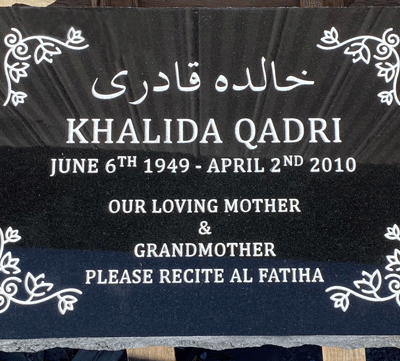 خالده قادری
KHALIDA QADRI
JUNE 6TH 1949 - APRIL 2ND 2010
OUR LOVING MOTHER
&
GRANDMOTHER
PLEASE RECITE AL FATIHA